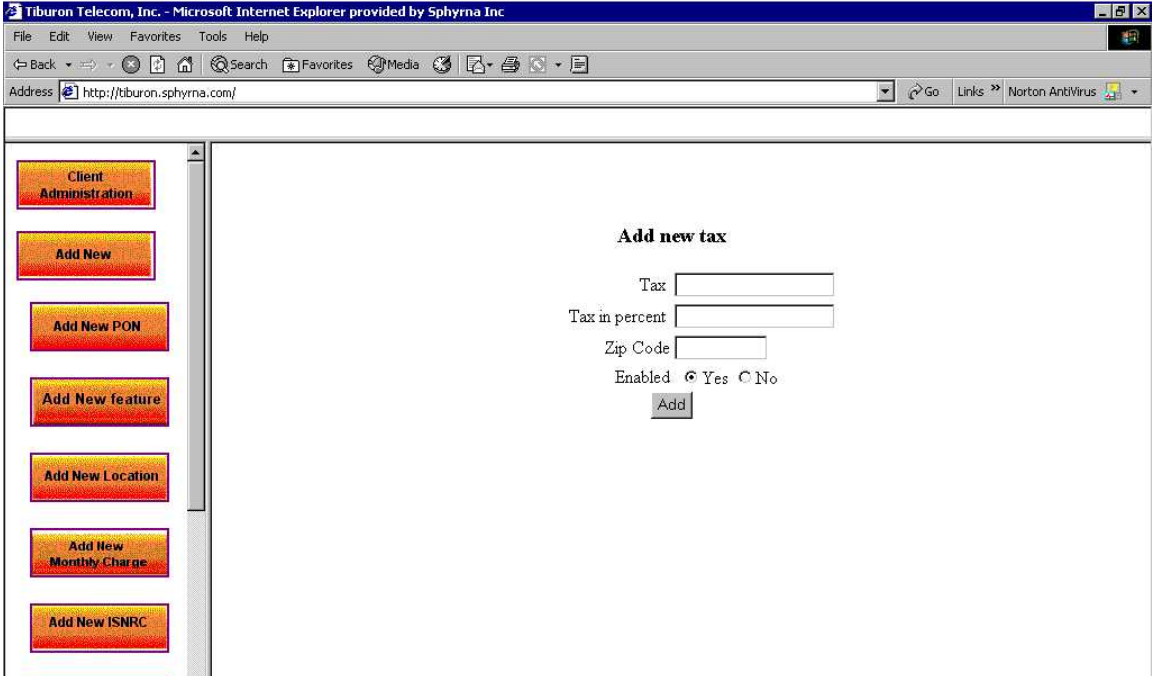 Tiburon Telecom, Inc. - Microsoft Internet Explorer provided by Sphyrna Inc
File Edit View Favorites Tools Help
Back Search Favorites Media
Address http://tiburon.sphyrna.com/ Go Links » Norton AntiVirus
Client
Administration
Add New
Add New PON
Add New feature
Add New Location
Add New
Monthly Charge
Add New ISNRC
Add new tax
Tax
Tax in percent
Zip Code
Enabled Yes No
Add